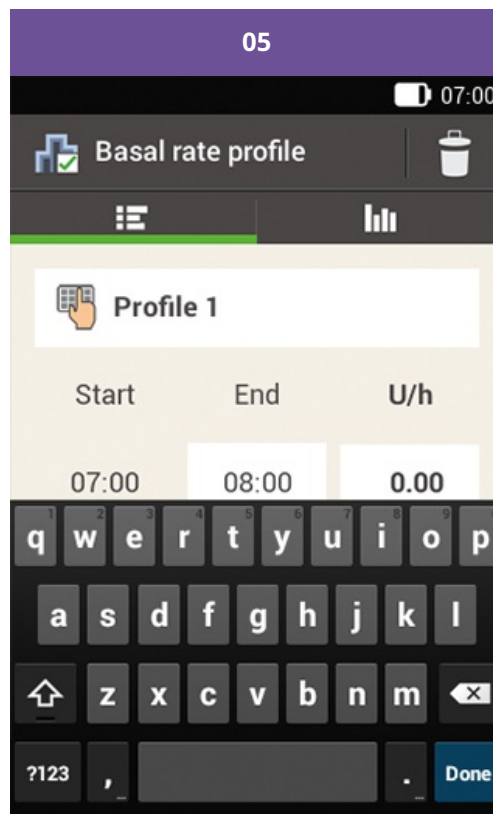 05
07:00
Basal rate profile
Profile 1
Start End U/h
07:00 08:00 0.00
1 2 3 4 5 6 7 8 9
q w e r t y u i o p
a s d f g h j k l
z x c v b n m
?123 , . Done